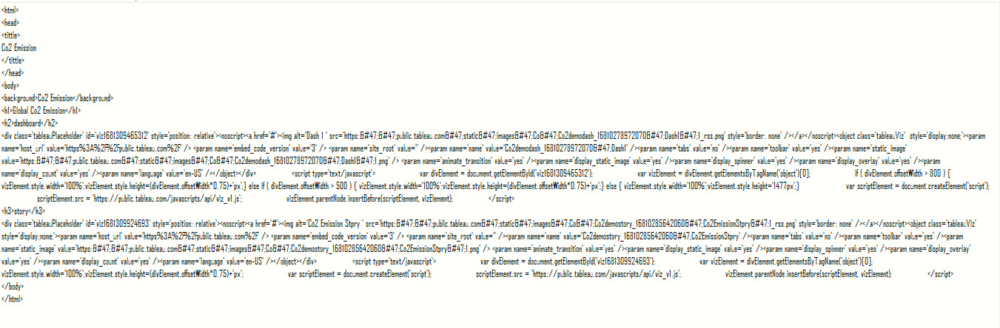 <html>
<head>
<tittle>
Co2 Emission
</tittle>
</head>
<body>
<background>Co2 Emission</background>
<h1>Global Co2 Emission</h1>
<h2>dashboard</h2>
<div class='tableauPlaceholder' id='viz1681309465312' style='position: relative'><noscript><a href='#'><img alt='Dash 1 ' src='https:&#47;&#47;public.tableau.com&#47;static&#47;images&#47;Co&#47;Co2demodash_16810278972070&#47;Dash1&#47;1_rss.png' style='border: none' /></a></noscript><object class='tableauViz'  style='display:none;'><param
name='host_url' value='https%3A%2F%2Fpublic.tableau.com%2F' /> <param name='embed_code_version' value='3' /> <param name='site_root' value='' /><param name='name' value='Co2demodash_16810278972070&#47;Dash1' /><param name='tabs' value='no' /><param name='toolbar' value='yes' /><param name='static_image'
value='https:&#47;&#47;public.tableau.com&#47;static&#47;images&#47;Co&#47;Co2demodash_16810278972070&#47;Dash1&#47;1.png' /> <param name='animate_transition' value='yes' /><param name='display_static_image' value='yes' /><param name='display_spinner' value='yes' /><param name='display_overlay' value='yes' /><param
name='display_count' value='yes' /><param name='language' value='en-US' /></object></div>                <script type='text/javascript'>                    var divElement = document.getElementById('viz1681309465312');                    var vizElement = divElement.getElementsByTagName('object')[0];                    if ( divElement.offsetWidth > 800 ) {
vizElement.style.width='100%';vizElement.style.height=(divElement.offsetWidth*0.75)+'px';} else if ( divElement.offsetWidth > 500 ) { vizElement.style.width='100%';vizElement.style.height=(divElement.offsetWidth*0.75)+'px';} else { vizElement.style.width='100%';vizElement.style.height='1477px';}                     var scriptElement = document.createElement('script');
scriptElement.src = 'https://public.tableau.com/javascripts/api/viz_v1.js';                    vizElement.parentNode.insertBefore(scriptElement, vizElement);                </script>
<h3>story</h3>
<div class='tableauPlaceholder' id='viz1681309924693' style='position: relative'><noscript><a href='#'><img alt='Co2 Emission Stpry ' src='https:&#47;&#47;public.tableau.com&#47;static&#47;images&#47;Co&#47;Co2demostory_16810285642060&#47;Co2EmissionStpry&#47;1_rss.png' style='border: none' /></a></noscript><object class='tableauViz'
style='display:none;'><param name='host_url' value='https%3A%2F%2Fpublic.tableau.com%2F' /> <param name='embed_code_version' value='3' /> <param name='site_root' value='' /><param name='name' value='Co2demostory_16810285642060&#47;Co2EmissionStpry' /><param name='tabs' value='no' /><param name='toolbar' value='yes' /><param
name='static_image' value='https:&#47;&#47;public.tableau.com&#47;static&#47;images&#47;Co&#47;Co2demostory_16810285642060&#47;Co2EmissionStpry&#47;1.png' /> <param name='animate_transition' value='yes' /><param name='display_static_image' value='yes' /><param name='display_spinner' value='yes' /><param name='display_overlay'
value='yes' /><param name='display_count' value='yes' /><param name='language' value='en-US' /></object></div>                <script type='text/javascript'>                    var divElement = document.getElementById('viz1681309924693');                    var vizElement = divElement.getElementsByTagName('object')[0];
vizElement.style.width='100%';vizElement.style.height=(divElement.offsetWidth*0.75)+'px';                    var scriptElement = document.createElement('script');                    scriptElement.src = 'https://public.tableau.com/javascripts/api/viz_v1.js';                    vizElement.parentNode.insertBefore(scriptElement, vizElement);                </script>
</body>
</html>